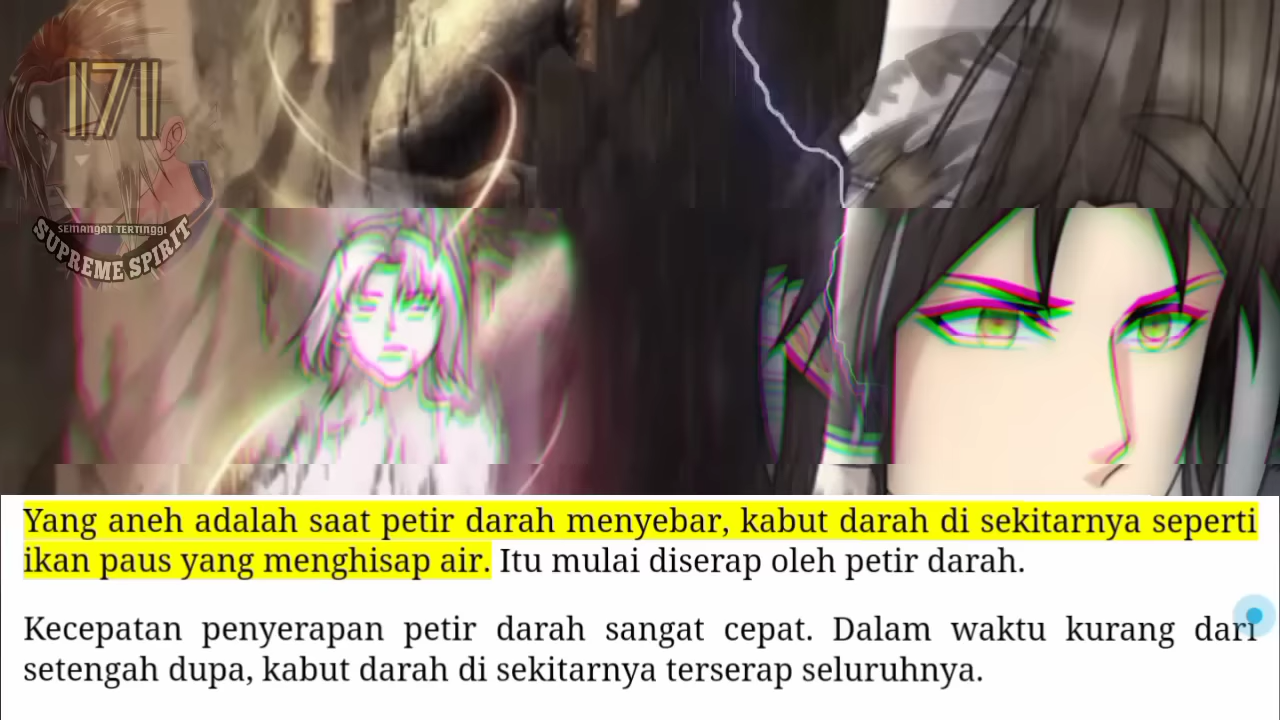 171
SEMANGAT TERTINGGI
SUPREME SPIRIT
Yang aneh adalah saat petir darah menyebar, kabut darah di sekitarnya seperti
ikan paus yang menghisap air. Itu mulai diserap oleh petir darah.
Kecepatan penyerapan petir darah sangat cepat. Dalam waktu kurang dari
setengah dupa, kabut darah di sekitarnya terserap seluruhnya.